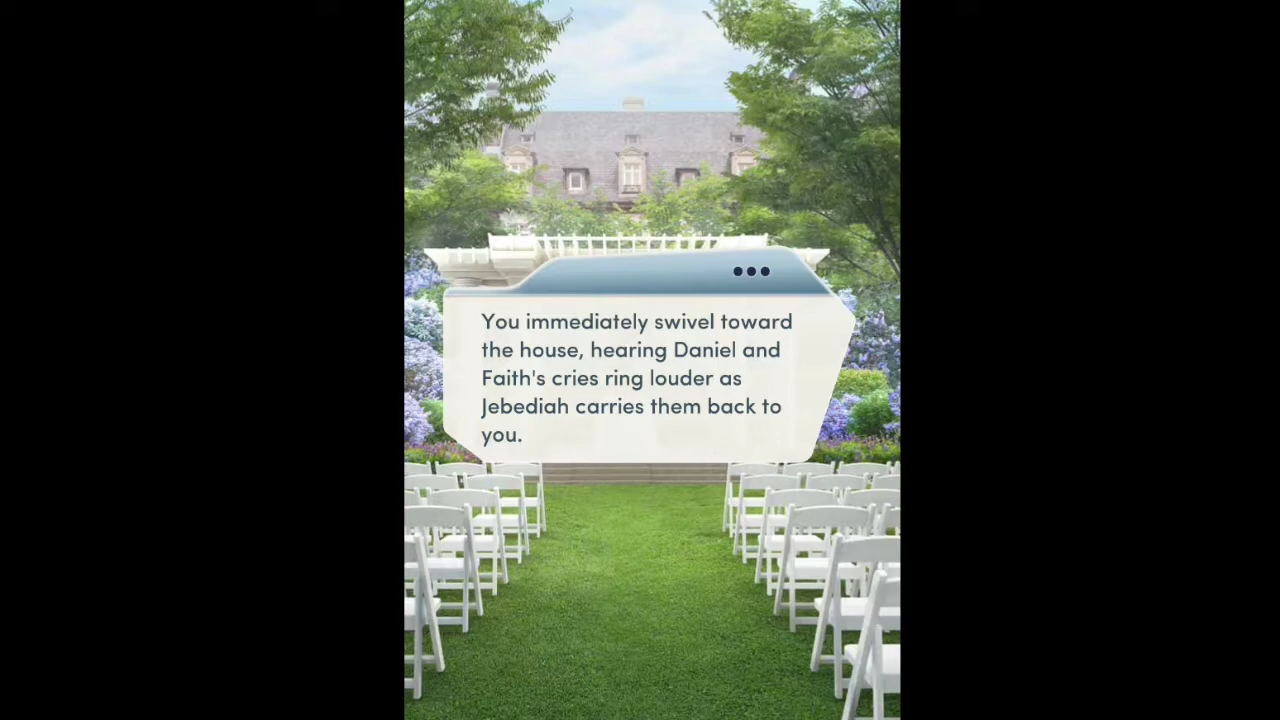 You immediately swivel toward
the house, hearing Daniel and
Faith's cries ring louder as
Jebediah carries them back to
you.